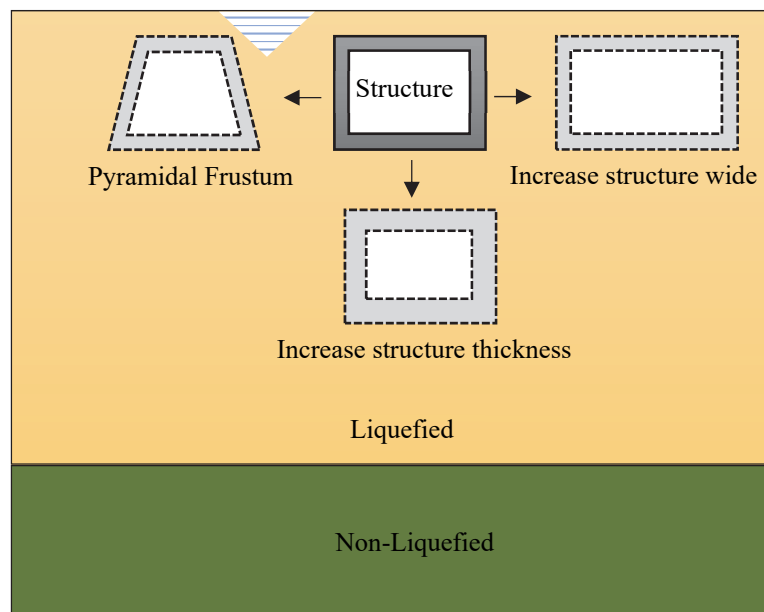 Structure
Pyramidal Frustum
Increase structure wide
Increase structure thickness
Liquefied
Non-Liquefied